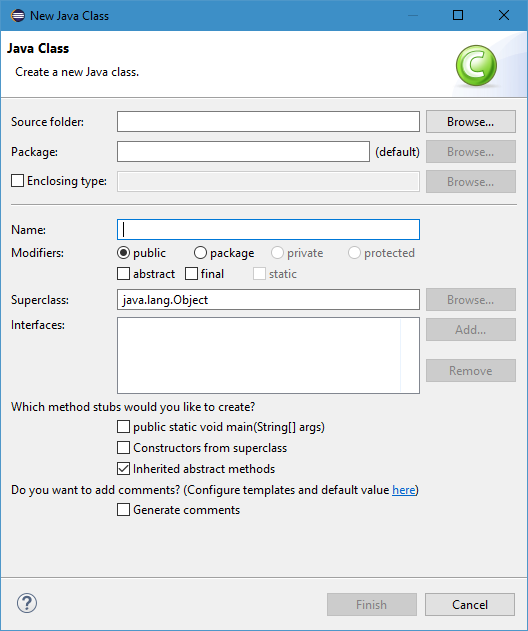 New Java Class
Java Class
Create a new Java class.
C
Source folder: Browse...
Package: (default) Browse...
Enclosing type: Browse...
Name:
Modifiers: public package private protected
abstract final static
Superclass: java.lang.Object Browse...
Interfaces: Add...
Remove
Which method stubs would you like to create?
public static void main(String[] args)
Constructors from superclass
Inherited abstract methods
Do you want to add comments? (Configure templates and default value here)
Generate comments
? Finish Cancel